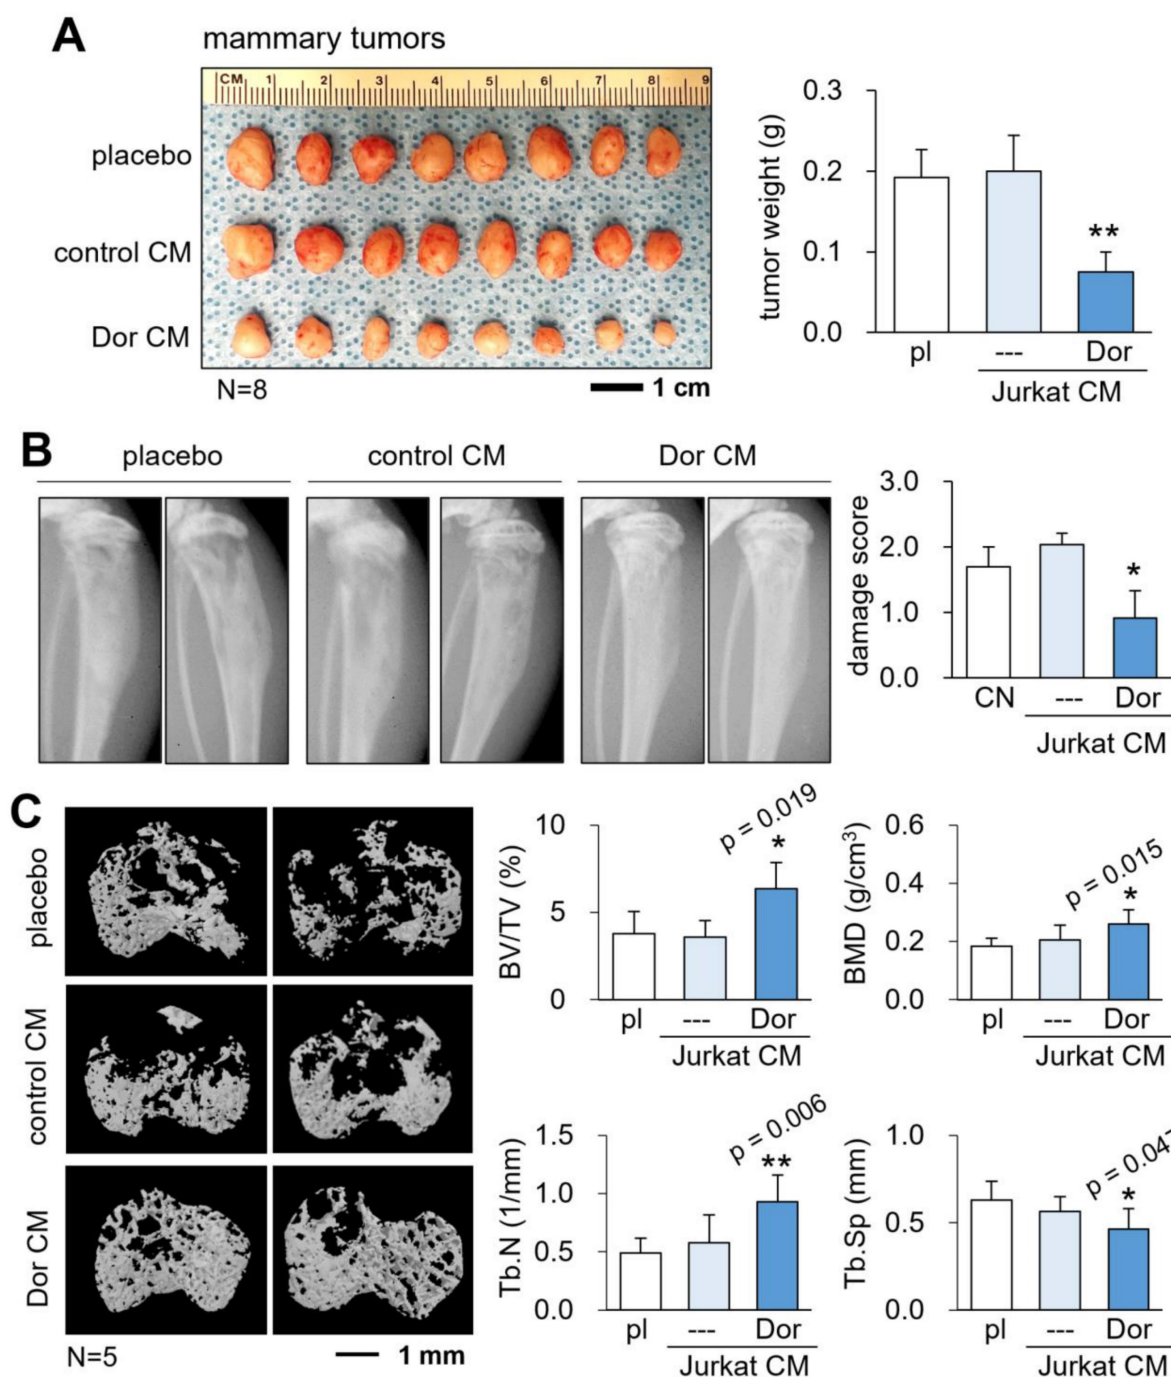 A
mammary tumors
CM 1 2 3 4 5 6 7 8 9
placebo
control CM
Dor CM
N=8
1 cm
tumor weight (g)
0.3
0.2
0.1
0.0
pl --- Dor
**
Jurkat CM
B
placebo control CM Dor CM
damage score
3.0
2.0
1.0
0.0
*
CN --- Dor
Jurkat CM
C
placebo
control CM
Dor CM
N=5
1 mm
BV/TV (%)
10
5
0
p = 0.019
*
pl --- Dor
Jurkat CM
BMD (g/cm³)
0.6
0.4
0.2
0.0
p = 0.015
*
pl --- Dor
Jurkat CM
Tb.N (1/mm)
1.5
1.0
0.5
0.0
p = 0.006
**
pl --- Dor
Jurkat CM
Tb.Sp (mm)
1.0
0.5
0.0
p = 0.04
*
pl --- Dor
Jurkat CM